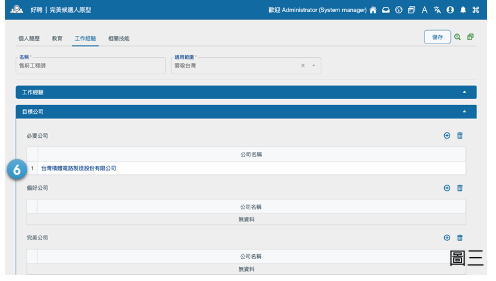 好聘 | 完美候選人原型
歡迎 Administrator (System manager)
個人簡歷 教育 工作經驗 相關技能
儲存
名稱 * 適用範圍 *
售前工程師 碧娘台灣
工作經驗
目標公司
必要公司
公司名稱
6
1 台灣積體電路製造股份有限公司
偏好公司
公司名稱
無資料
完美公司
公司名稱
無資料
圖三